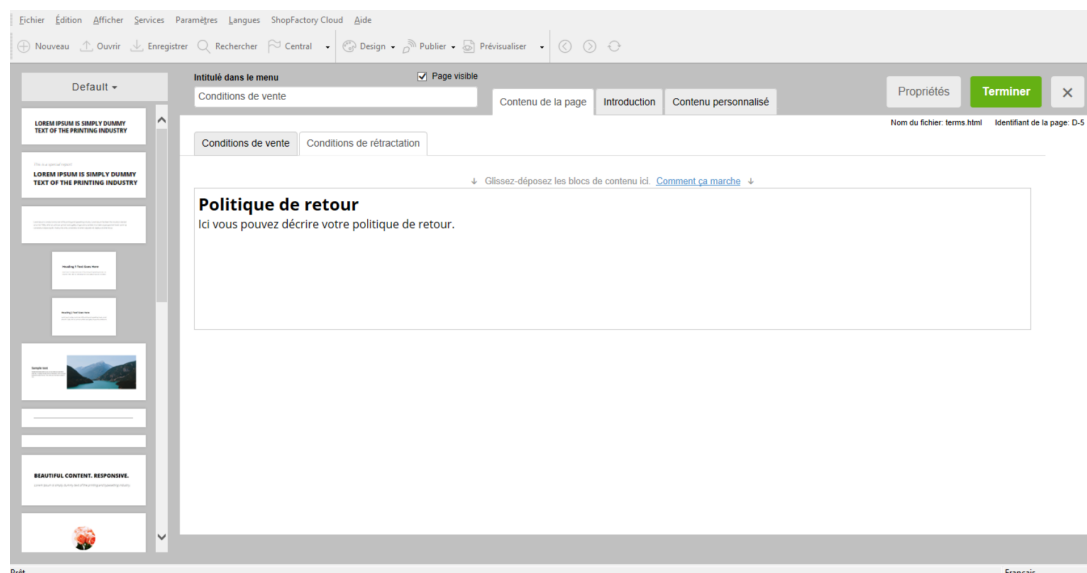 Fichier Édition Afficher Services Paramètres Langues ShopFactory Cloud Aide
Nouveau Ouvrir Enregistrer Rechercher Central Design Publier Prévisualiser
Default
Intitulé dans le menu
Page visible
Conditions de vente
Contenu de la page Introduction Contenu personnalisé
Propriétés Terminer
Nom du fichier: terms.html Identifiant de la page: D-5
Conditions de vente Conditions de rétractation
Glissez-déposez les blocs de contenu ici. Comment ça marche
Politique de retour
Ici vous pouvez décrire votre politique de retour.
LOREM IPSUM IS SIMPLY DUMMY
TEXT OF THE PRINTING INDUSTRY
LOREM IPSUM IS SIMPLY DUMMY
TEXT OF THE PRINTING INDUSTRY
BEAUTIFUL CONTENT. RESPONSIVE.
Prêt
Français